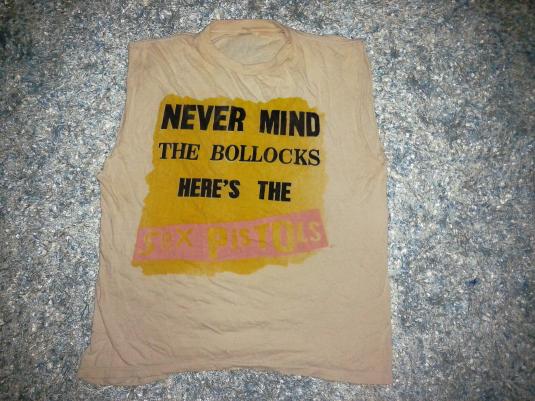 NEVER MIND
THE BOLLOCKS
HERE'S THE
SeX PisTOLS